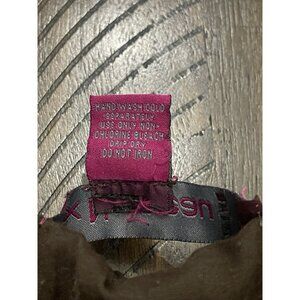 HAND WASH COLD
SEPARATELY
USE ONLY NON-
CHLORINE BLEACH
DRIP DRY
DO NOT IRON